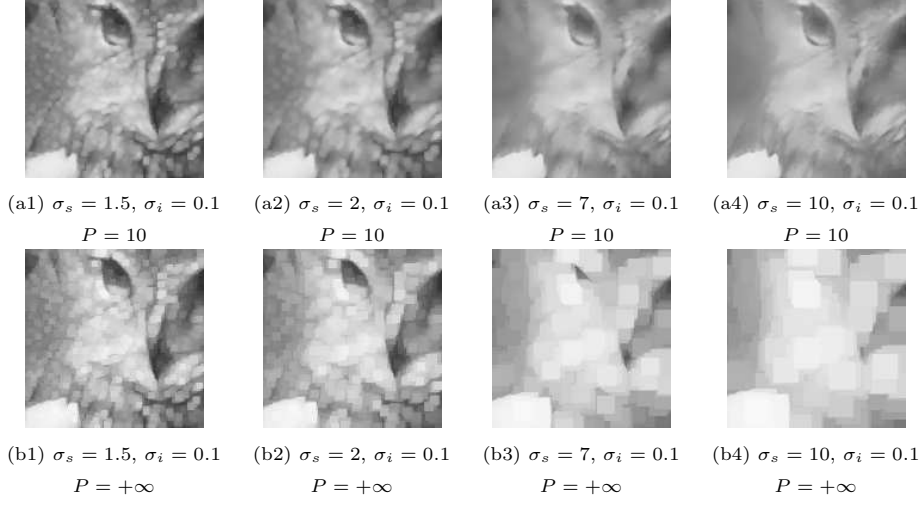 (a1) σs = 1.5, σi = 0.1 (a2) σs = 2, σi = 0.1 (a3) σs = 7, σi = 0.1 (a4) σs = 10, σi = 0.1
P = 10 P = 10 P = 10 P = 10
(b1) σs = 1.5, σi = 0.1 (b2) σs = 2, σi = 0.1 (b3) σs = 7, σi = 0.1 (b4) σs = 10, σi = 0.1
P = +∞ P = +∞ P = +∞ P = +∞